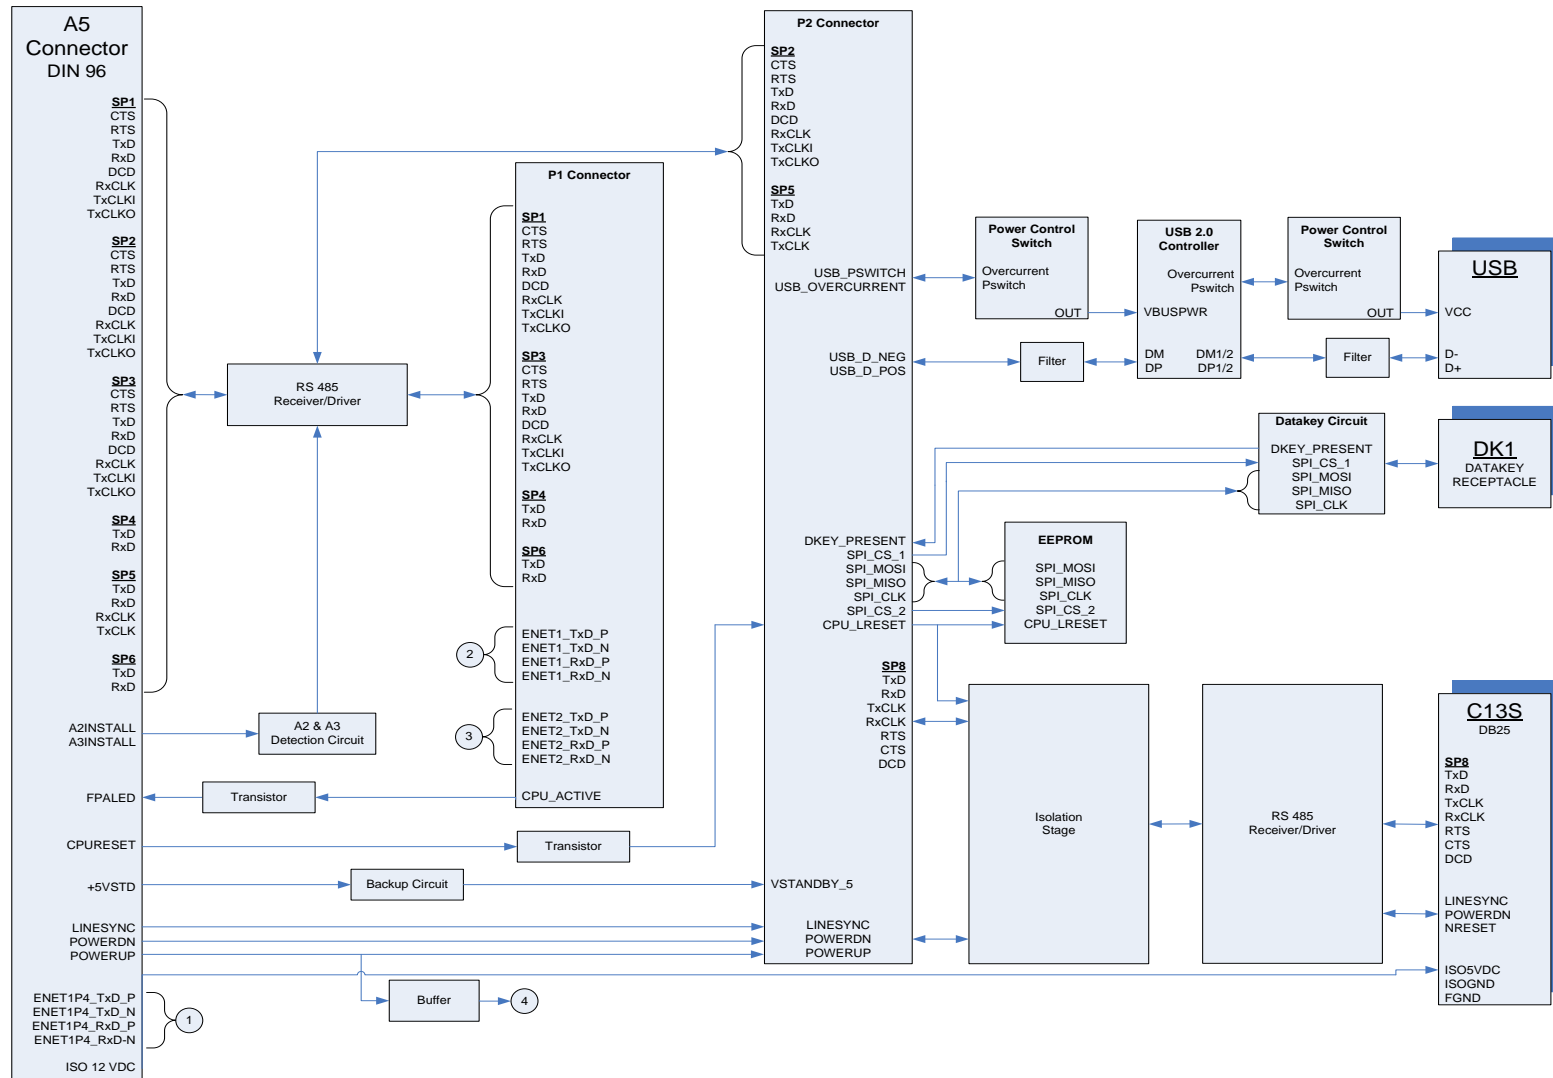 A5
Connector
DIN 96
SP1
CTS
RTS
TxD
RxD
DCD
RxCLK
TxCLKI
TxCLKO
SP2
CTS
RTS
TxD
RxD
DCD
RxCLK
TxCLKI
TxCLKO
SP3
CTS
RTS
TxD
RxD
DCD
RxCLK
TxCLKI
TxCLKO
SP4
TxD
RxD
SP5
TxD
RxD
RxCLK
TxCLK
SP6
TxD
RxD
A2INSTALL
A3INSTALL
FPALED
CPURESET
+5VSTD
LINESYNC
POWERDN
POWERUP
ENET1P4_TxD_P
ENET1P4_TxD_N
ENET1P4_RxD_P
ENET1P4_RxD-N
ISO 12 VDC
1
RS 485
Receiver/Driver
A2 & A3
Detection Circuit
Transistor
Backup Circuit
Buffer
4
Transistor
2
3
P1 Connector
SP1
CTS
RTS
TxD
RxD
DCD
RxCLK
TxCLKI
TxCLKO
SP3
CTS
RTS
TxD
RxD
DCD
RxCLK
TxCLKI
TxCLKO
SP4
TxD
RxD
SP6
TxD
RxD
ENET1_TxD_P
ENET1_TxD_N
ENET1_RxD_P
ENET1_RxD_N
ENET2_TxD_P
ENET2_TxD_N
ENET2_RxD_P
ENET2_RxD_N
CPU_ACTIVE
P2 Connector
SP2
CTS
RTS
TxD
RxD
DCD
RxCLK
TxCLKI
TxCLKO
SP5
TxD
RxD
RxCLK
TxCLK
USB_PSWITCH
USB_OVERCURRENT
USB_D_NEG
USB_D_POS
DKEY_PRESENT
SPI_CS_1
SPI_MOSI
SPI_MISO
SPI_CLK
SPI_CS_2
CPU_LRESET
SP8
TxD
RxD
TxCLK
RxCLK
RTS
CTS
DCD
VSTANDBY_5
LINESYNC
POWERDN
POWERUP
Power Control
Switch
Overcurrent
Pswitch
OUT
Filter
USB 2.0
Controller
Overcurrent
Pswitch
VBUSPWR
DM DM1/2
DP DP1/2
Power Control
Switch
Overcurrent
Pswitch
OUT
Filter
USB
VCC
D-
D+
Datakey Circuit
DKEY_PRESENT
SPI_CS_1
SPI_MOSI
SPI_MISO
SPI_CLK
DK1
DATAKEY
RECEPTACLE
EEPROM
SPI_MOSI
SPI_MISO
SPI_CLK
SPI_CS_2
CPU_LRESET
Isolation
Stage
RS 485
Receiver/Driver
C13S
DB25
SP8
TxD
RxD
TxCLK
RxCLK
RTS
CTS
DCD
LINESYNC
POWERDN
NRESET
ISO5VDC
ISOGND
FGND